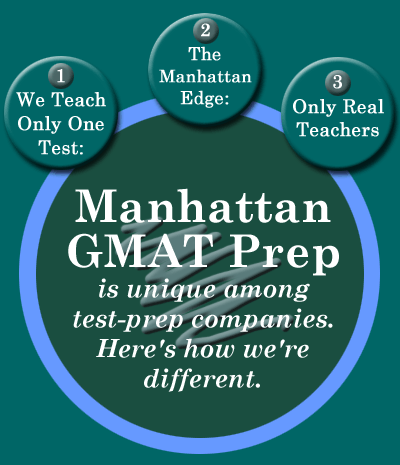 1
We Teach
Only One
Test:
2
The
Manhattan
Edge:
3
Only Real
Teachers
Manhattan
GMAT Prep
is unique among
test-prep companies.
Here's how we're
different.